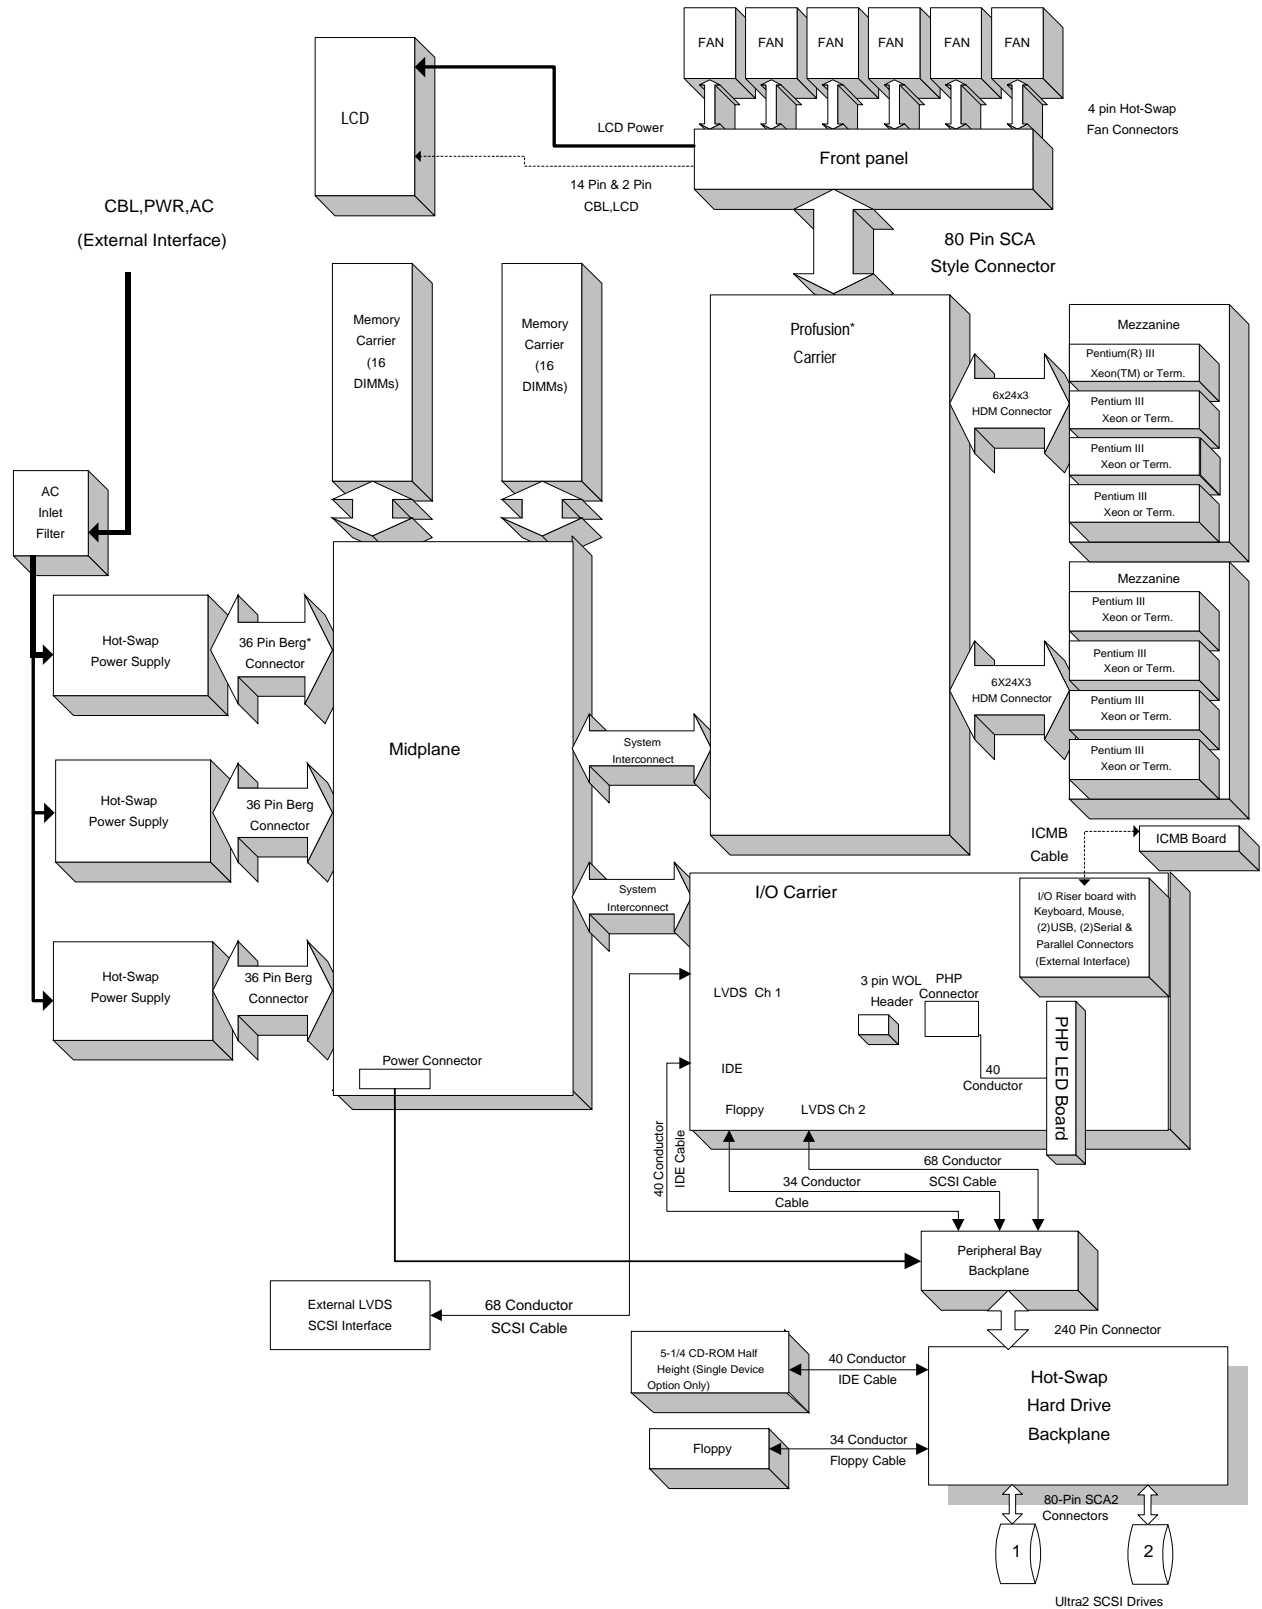 FAN
FAN
FAN
FAN
FAN
FAN
4 pin Hot-Swap
Fan Connectors
LCD
LCD Power
Front panel
14 Pin & 2 Pin
CBL,LCD
CBL,PWR,AC
(External Interface)
80 Pin SCA
Style Connector
Memory
Carrier
(16
DIMMs)
Memory
Carrier
(16
DIMMs)
Profusion*
Carrier
Mezzanine
Pentium(R) III
Xeon(TM) or Term.
Pentium III
Xeon or Term.
Pentium III
Xeon or Term.
Pentium III
Xeon or Term.
6x24x3
HDM Connector
AC
Inlet
Filter
Mezzanine
Pentium III
Xeon or Term.
Pentium III
Xeon or Term.
Pentium III
Xeon or Term.
Pentium III
Xeon or Term.
6X24X3
HDM Connector
Hot-Swap
Power Supply
36 Pin Berg*
Connector
Midplane
System
Interconnect
Hot-Swap
Power Supply
36 Pin Berg
Connector
ICMB
Cable
ICMB Board
System
Interconnect
I/O Carrier
I/O Riser board with
Keyboard, Mouse,
(2)USB, (2)Serial &
Parallel Connectors
(External Interface)
Hot-Swap
Power Supply
36 Pin Berg
Connector
LVDS  Ch 1
3 pin WOL
Header
PHP
Connector
PHP LED Board
Power Connector
IDE
40
Conductor
Floppy
LVDS Ch 2
40 Conductor
IDE Cable
68 Conductor
SCSI Cable
34 Conductor
Cable
Peripheral Bay
Backplane
External LVDS
SCSI Interface
68 Conductor
SCSI Cable
240 Pin Connector
5-1/4 CD-ROM Half
Height (Single Device
Option Only)
40 Conductor
IDE Cable
Hot-Swap
Hard Drive
Backplane
Floppy
34 Conductor
Floppy Cable
80-Pin SCA2
Connectors
1
2
Ultra2 SCSI Drives